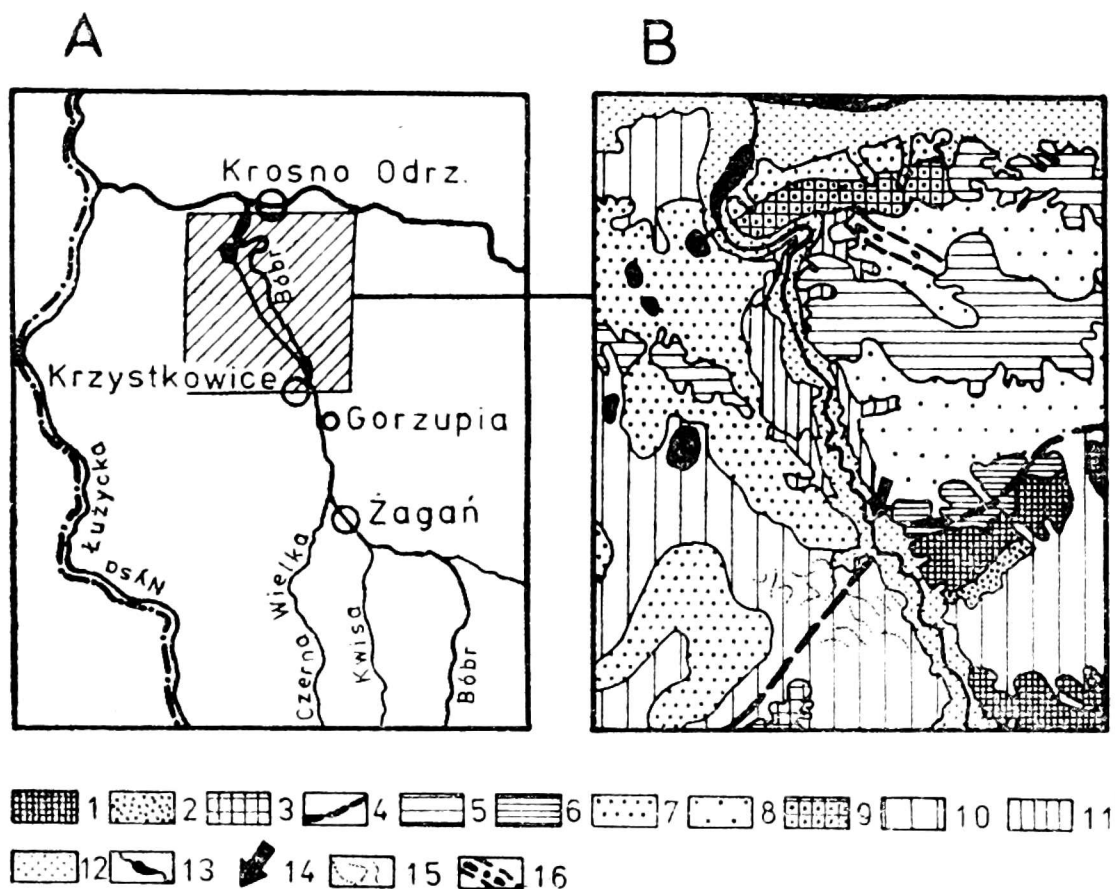 A
B
Krosno Odrz.
Bóbr
Krzystkowice
Gorzupia
Żagań
Nysa Łużycka
Czerna Wielka
Kwisa
Bóbr
1 2 3 4 5 6 7 8 9 10 11
12 13 14 15 16